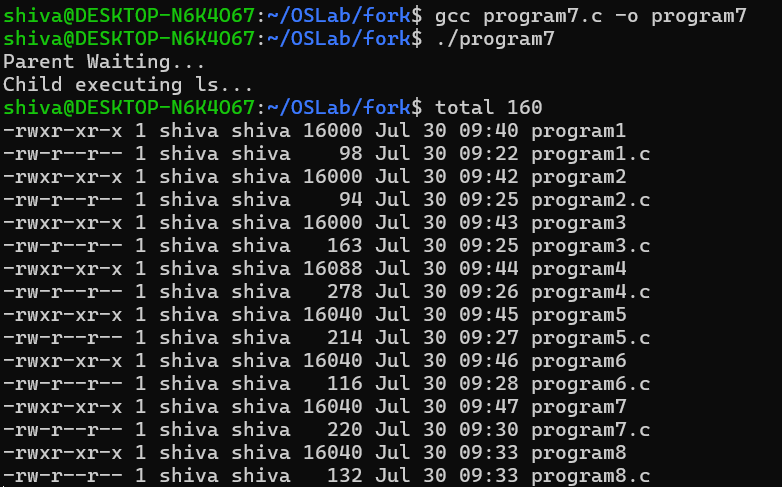 shiva@DESKTOP-N6K4O67:~/OSLab/fork$ gcc program7.c -o program7
shiva@DESKTOP-N6K4O67:~/OSLab/fork$ ./program7
Parent Waiting...
Child executing ls...
shiva@DESKTOP-N6K4O67:~/OSLab/fork$ total 160
-rwxr-xr-x 1 shiva shiva 16000 Jul 30 09:40 program1
-rw-r--r-- 1 shiva shiva    98 Jul 30 09:22 program1.c
-rwxr-xr-x 1 shiva shiva 16000 Jul 30 09:42 program2
-rw-r--r-- 1 shiva shiva    94 Jul 30 09:25 program2.c
-rwxr-xr-x 1 shiva shiva 16000 Jul 30 09:43 program3
-rw-r--r-- 1 shiva shiva   163 Jul 30 09:25 program3.c
-rwxr-xr-x 1 shiva shiva 16088 Jul 30 09:44 program4
-rw-r--r-- 1 shiva shiva   278 Jul 30 09:26 program4.c
-rwxr-xr-x 1 shiva shiva 16040 Jul 30 09:45 program5
-rw-r--r-- 1 shiva shiva   214 Jul 30 09:27 program5.c
-rwxr-xr-x 1 shiva shiva 16040 Jul 30 09:46 program6
-rw-r--r-- 1 shiva shiva   116 Jul 30 09:28 program6.c
-rwxr-xr-x 1 shiva shiva 16040 Jul 30 09:47 program7
-rw-r--r-- 1 shiva shiva   220 Jul 30 09:30 program7.c
-rwxr-xr-x 1 shiva shiva 16040 Jul 30 09:33 program8
-rw-r--r-- 1 shiva shiva   132 Jul 30 09:33 program8.c